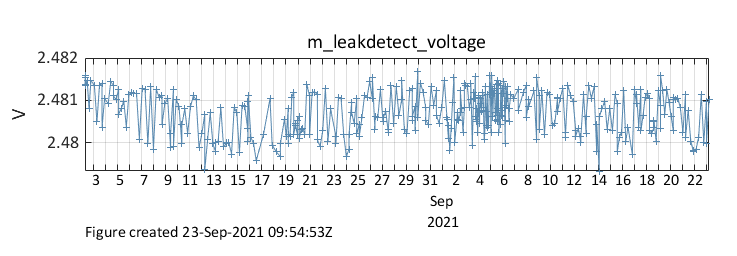 m_leakdetect_voltage
2.482
2.481
2.48
V
3 5 7 9 11 13 15 17 19 21 23 25 27 29 31 2 4 6 8 10 12 14 16 18 20 22
Sep
2021
Figure created 23-Sep-2021 09:54:53Z